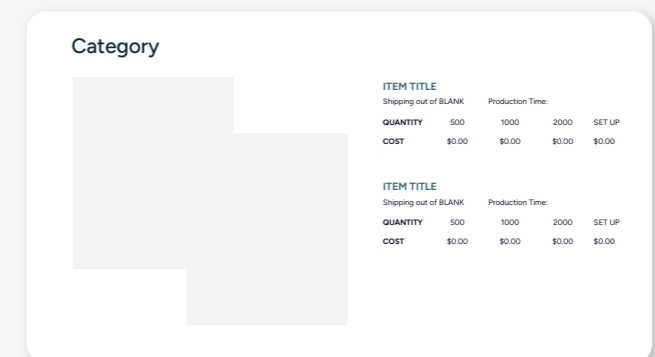 Category
ITEM TITLE
Shipping out of BLANK Production Time:
QUANTITY 500 1000 2000 SET UP
COST $0.00 $0.00 $0.00 $0.00
ITEM TITLE
Shipping out of BLANK Production Time:
QUANTITY 500 1000 2000 SET UP
COST $0.00 $0.00 $0.00 $0.00